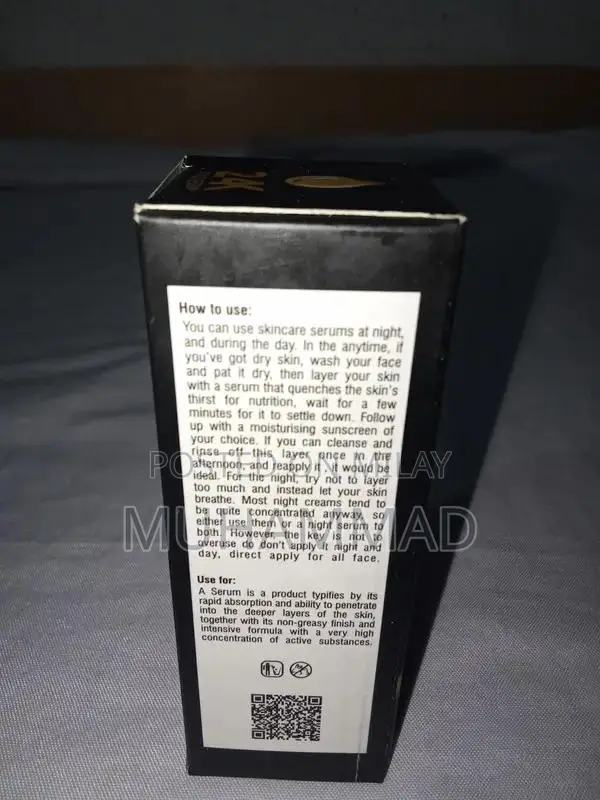 24K
How to use:
You can use skincare serums at night,
and during the day. In the anytime, if
you've got dry skin, wash your face
and pat it dry, then layer your skin
with a serum that quenches the skin's
thirst for nutrition, wait for a few
minutes for it to settle down. Follow
up with a moisturising sunscreen of
your choice. If you can cleanse and
rinse off this layer once in the
afternoon, and reapply it, it would be
ideal. For the night, try not to layer
too much and instead let your skin
breathe. Most night creams tend to
be quite concentrated anyway, so
either use them or a night serum to
both. However, the key is not to
overuse do don't apply it night and
day, direct apply for all face.
Use for:
A Serum is a product typifies by its
rapid absorption and ability to penetrate
into the deeper layers of the skin,
together with its non-greasy finish and
intensive formula with a very high
concentration of active substances.
POSTED ON MILAY
MUHAMMAD